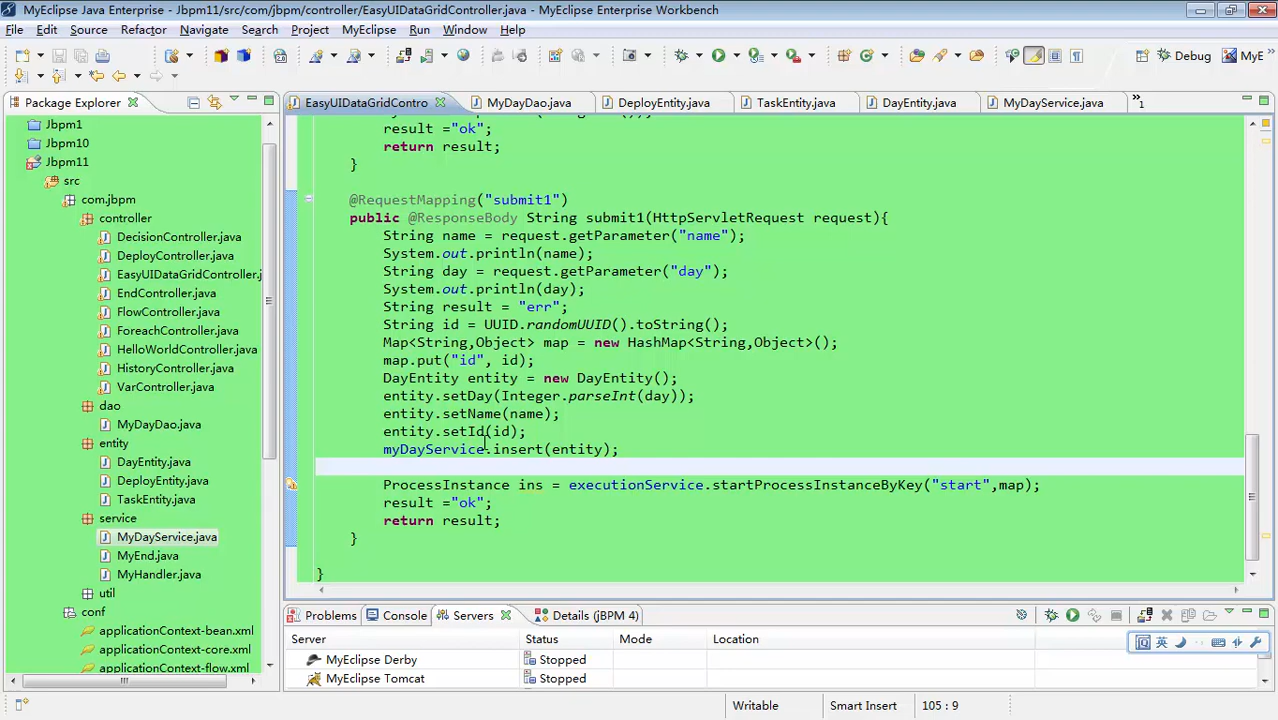 MyEclipse Java Enterprise - Jbpm11/src/com/jbpm/controller/EasyUIDataGridController.java - MyEclipse Enterprise Workbench
File Edit Source Refactor Navigate Search Project MyEclipse Run Window Help
Debug MyE
Package Explorer
EasyUIDataGridContro MyDayDao.java DeployEntity.java TaskEntity.java DayEntity.java MyDayService.java »1
Jbpm1
Jbpm10
Jbpm11
src
com.jbpm
controller
DecisionController.java
DeployController.java
EasyUIDataGridController.j
EndController.java
FlowController.java
ForeachController.java
HelloWorldController.java
HistoryController.java
VarController.java
dao
MyDayDao.java
entity
DayEntity.java
DeployEntity.java
TaskEntity.java
service
MyDayService.java
MyEnd.java
MyHandler.java
util
conf
applicationContext-bean.xml
applicationContext-core.xml
applicationContext-flow.xml
result ="ok";
return result;
}
@RequestMapping("submit1")
public @ResponseBody String submit1(HttpServletRequest request){
String name = request.getParameter("name");
System.out.println(name);
String day = request.getParameter("day");
System.out.println(day);
String result = "err";
String id = UUID.randomUUID().toString();
Map<String,Object> map = new HashMap<String,Object>();
map.put("id", id);
DayEntity entity = new DayEntity();
entity.setDay(Integer.parseInt(day));
entity.setName(name);
entity.setId(id);
myDayService.insert(entity);
ProcessInstance ins = executionService.startProcessInstanceByKey("start",map);
result ="ok";
return result;
}
}
Problems Console Servers Details (jBPM 4)
Server Status Mode Location
MyEclipse Derby Stopped
MyEclipse Tomcat Stopped
英
Writable Smart Insert 105 : 9